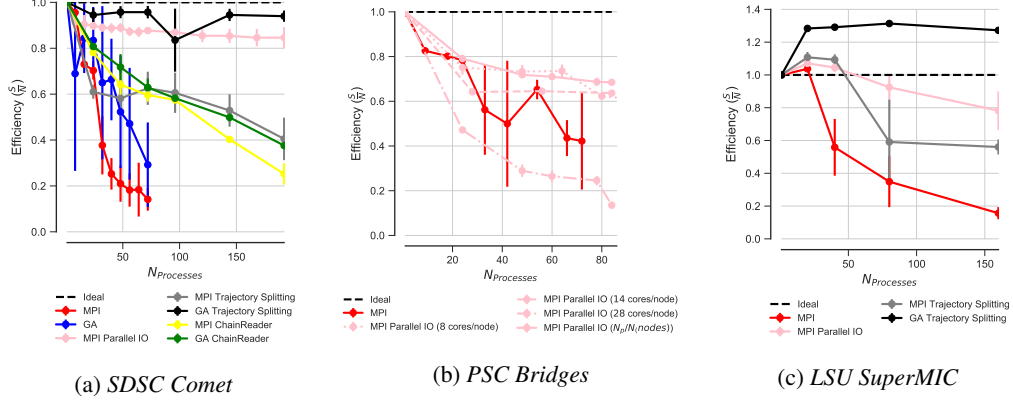 1.0
0.8
0.6
0.4
0.2
0.0
Efficiency (S/N)
50
100
150
N_Processes
Ideal
MPI
GA
MPI Parallel IO
MPI Trajectory Splitting
GA Trajectory Splitting
MPI ChainReader
GA ChainReader
(a) SDSC Comet
1.0
0.8
0.6
0.4
0.2
0.0
Efficiency (S/N)
20
40
60
80
N_Processes
Ideal
MPI
MPI Parallel IO (8 cores/node)
MPI Parallel IO (14 cores/node)
MPI Parallel IO (28 cores/node)
MPI Parallel IO (N_p/N_(nodes))
(b) PSC Bridges
1.4
1.2
1.0
0.8
0.6
0.4
0.2
0.0
Efficiency (S/N)
50
100
150
N_Processes
Ideal
MPI
MPI Parallel IO
MPI Trajectory Splitting
GA Trajectory Splitting
(c) LSU SuperMIC